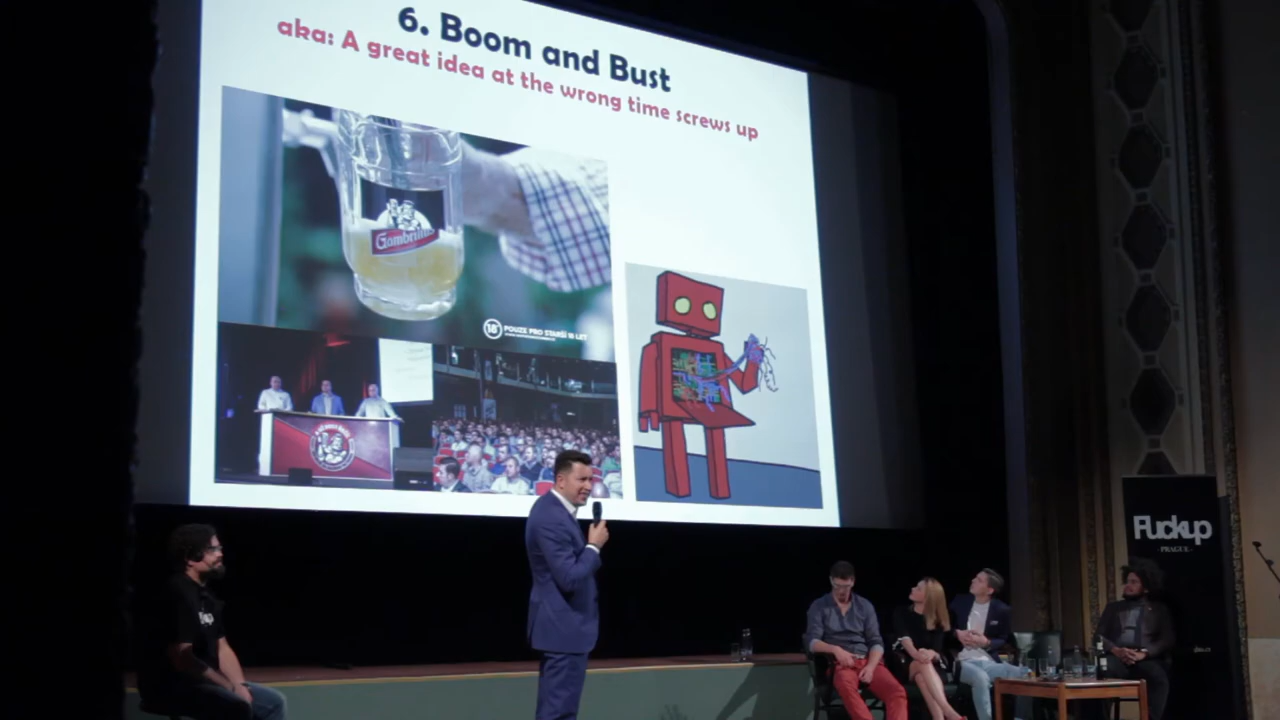 6. Boom and Bust
aka: A great idea at the wrong time screws up
Gambrinus
18
POUZE PRO STARŠÍ 18 LET
Fuckup
- PRAGUE -